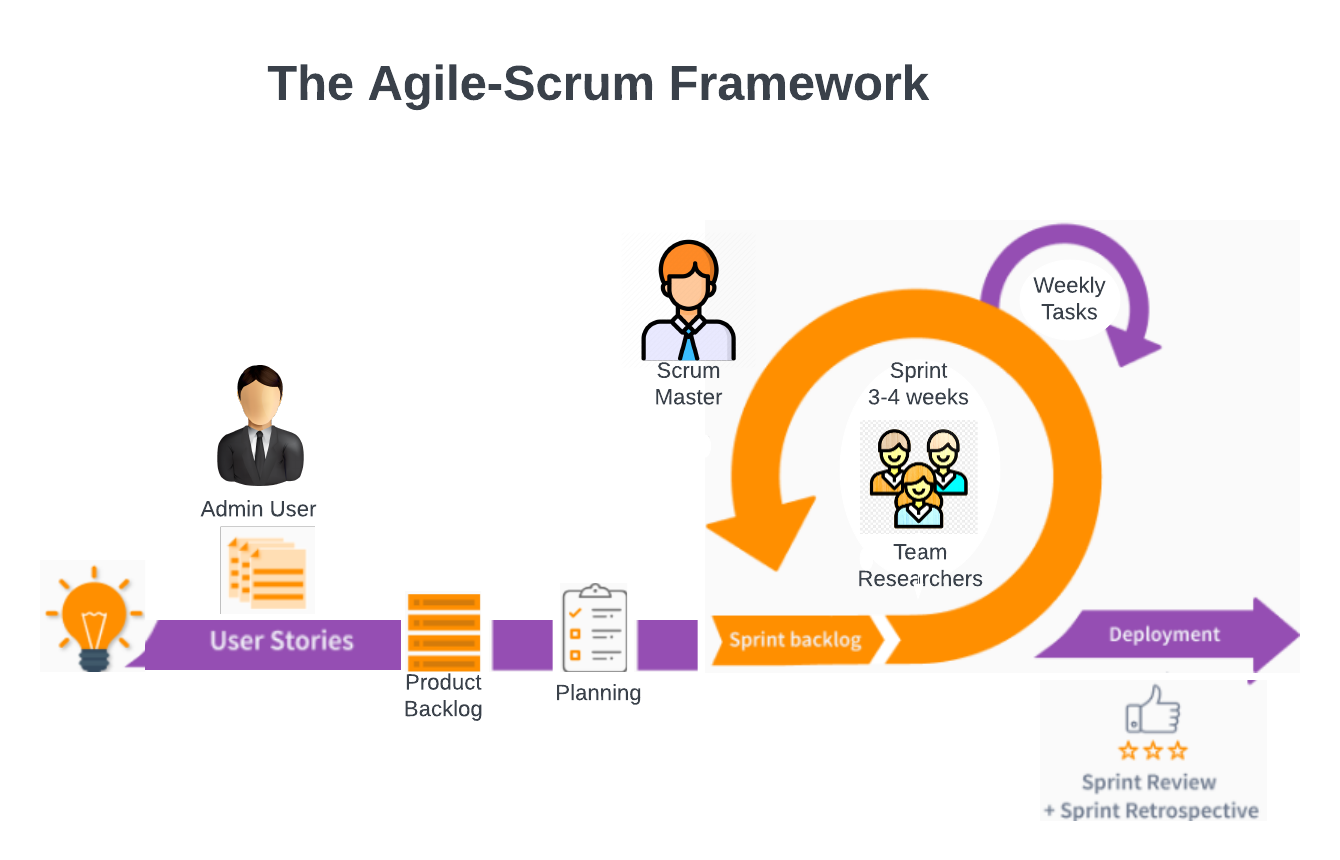 The Agile-Scrum Framework
Weekly
Tasks
Scrum
Master
Sprint
3-4 weeks
Admin User
Team
Researchers
User Stories
Sprint backlog
Deployment
Product
Backlog
Planning
Sprint Review
+ Sprint Retrospective